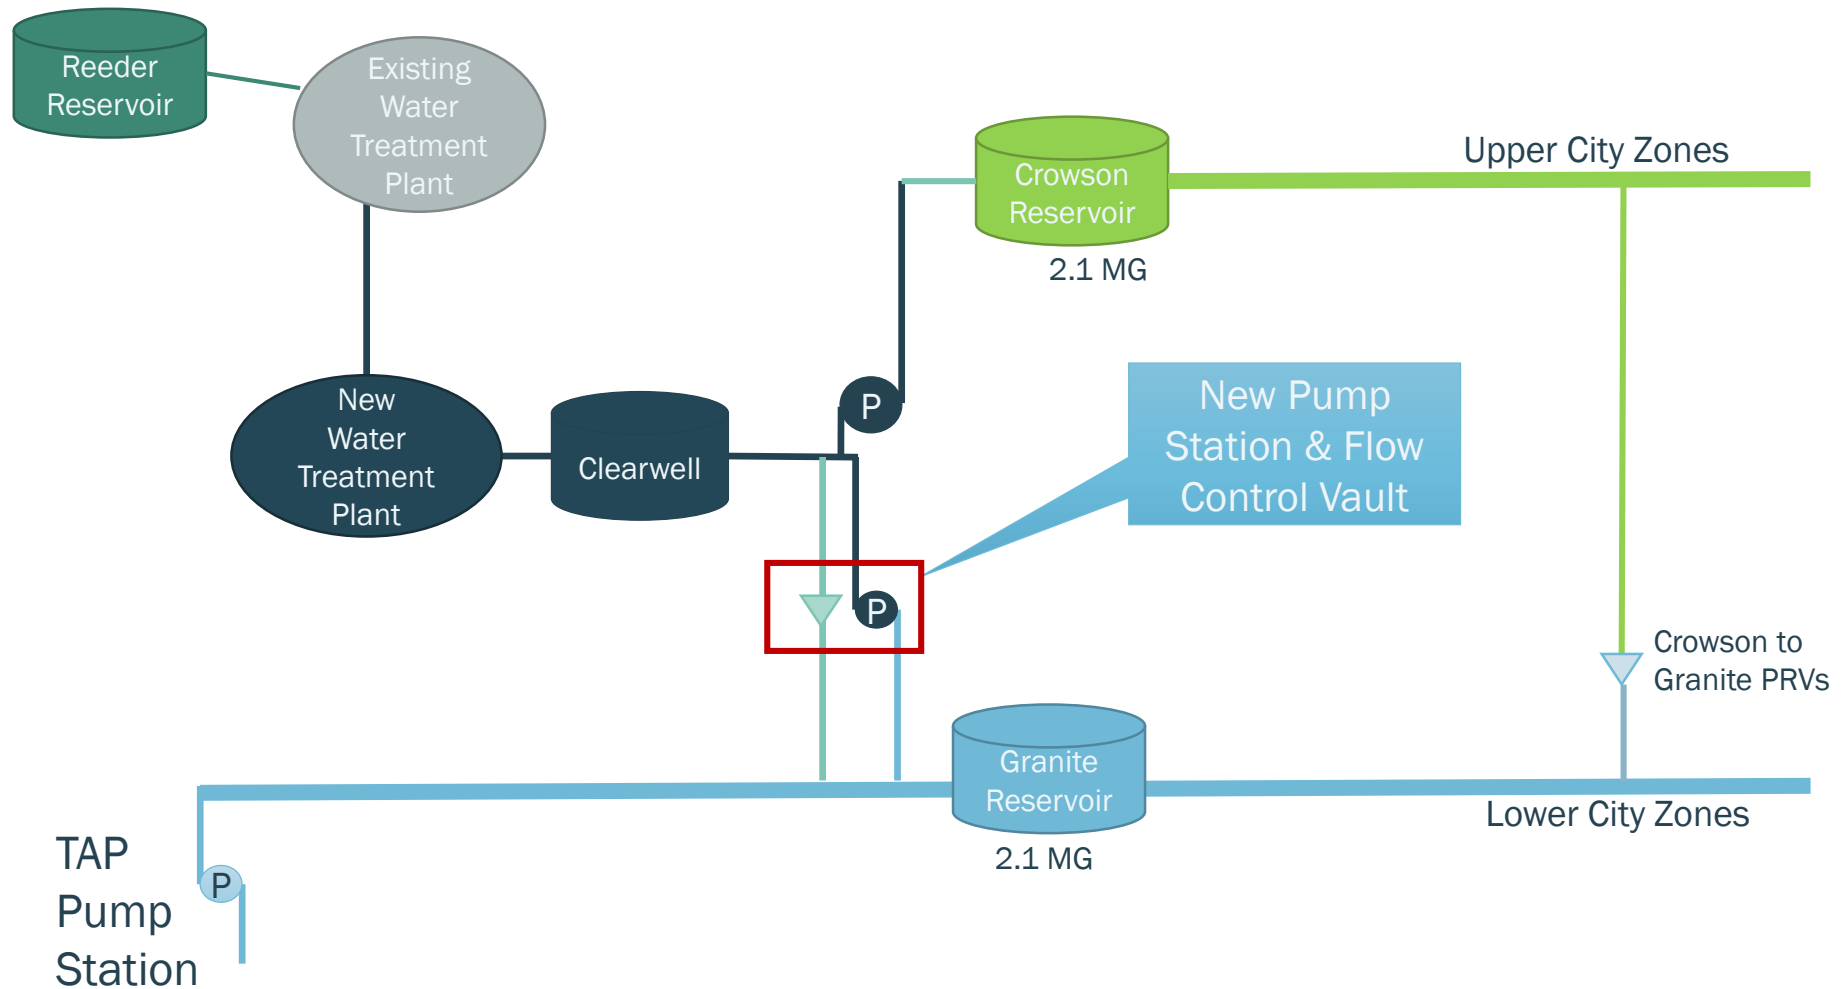 Reeder
Reservoir
Existing
Water
Treatment
Plant
Crowson
Reservoir
2.1 MG
Upper City Zones
New
Water
Treatment
Plant
Clearwell
P
New Pump
Station & Flow
Control Vault
P
Crowson to
Granite PRVs
Granite
Reservoir
2.1 MG
Lower City Zones
TAP
Pump
Station
P